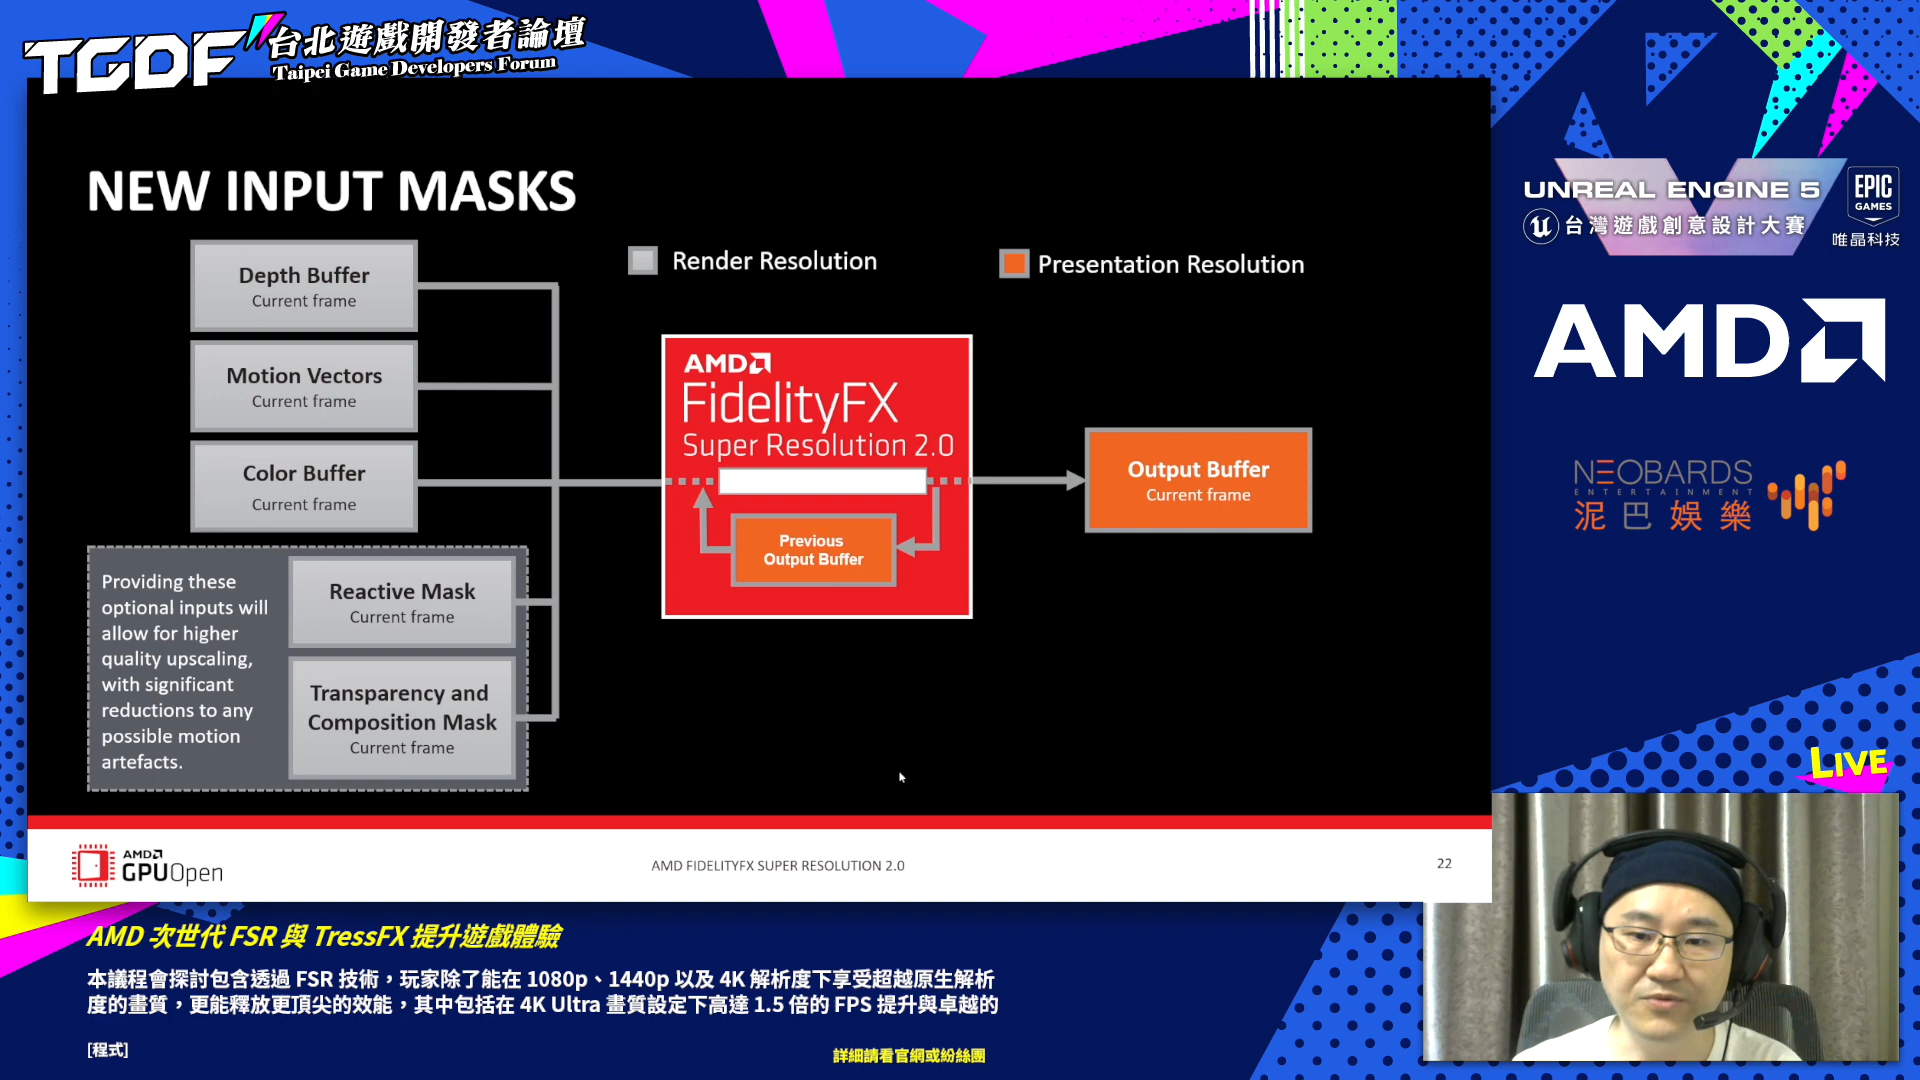 TGDF 台北遊戲開發者論壇
Taipei Game Developers Forum
NEW INPUT MASKS
Render Resolution
Presentation Resolution
Depth Buffer
Current frame
Motion Vectors
Current frame
Color Buffer
Current frame
Providing these
optional inputs will
allow for higher
quality upscaling,
with significant
reductions to any
possible motion
artefacts.
Reactive Mask
Current frame
Transparency and
Composition Mask
Current frame
AMD
FidelityFX
Super Resolution 2.0
Previous
Output Buffer
Output Buffer
Current frame
AMD
GPUOpen
AMD FIDELITYFX SUPER RESOLUTION 2.0
22
UNREAL ENGINE 5
台灣遊戲創意設計大賽
EPIC
GAMES
唯晶科技
AMD
NEOBARDS
ENTERTAINMENT
泥巴娛樂
LIVE
AMD 次世代 FSR 與 TressFX 提升遊戲體驗
本議程會探討包含透過 FSR 技術，玩家除了能在 1080p、1440p 以及 4K 解析度下享受超越原生解析
度的畫質，更能釋放更頂尖的效能，其中包括在 4K Ultra 畫質設定下高達 1.5 倍的 FPS 提升與卓越的
[程式]
詳細請看官網或紛絲團